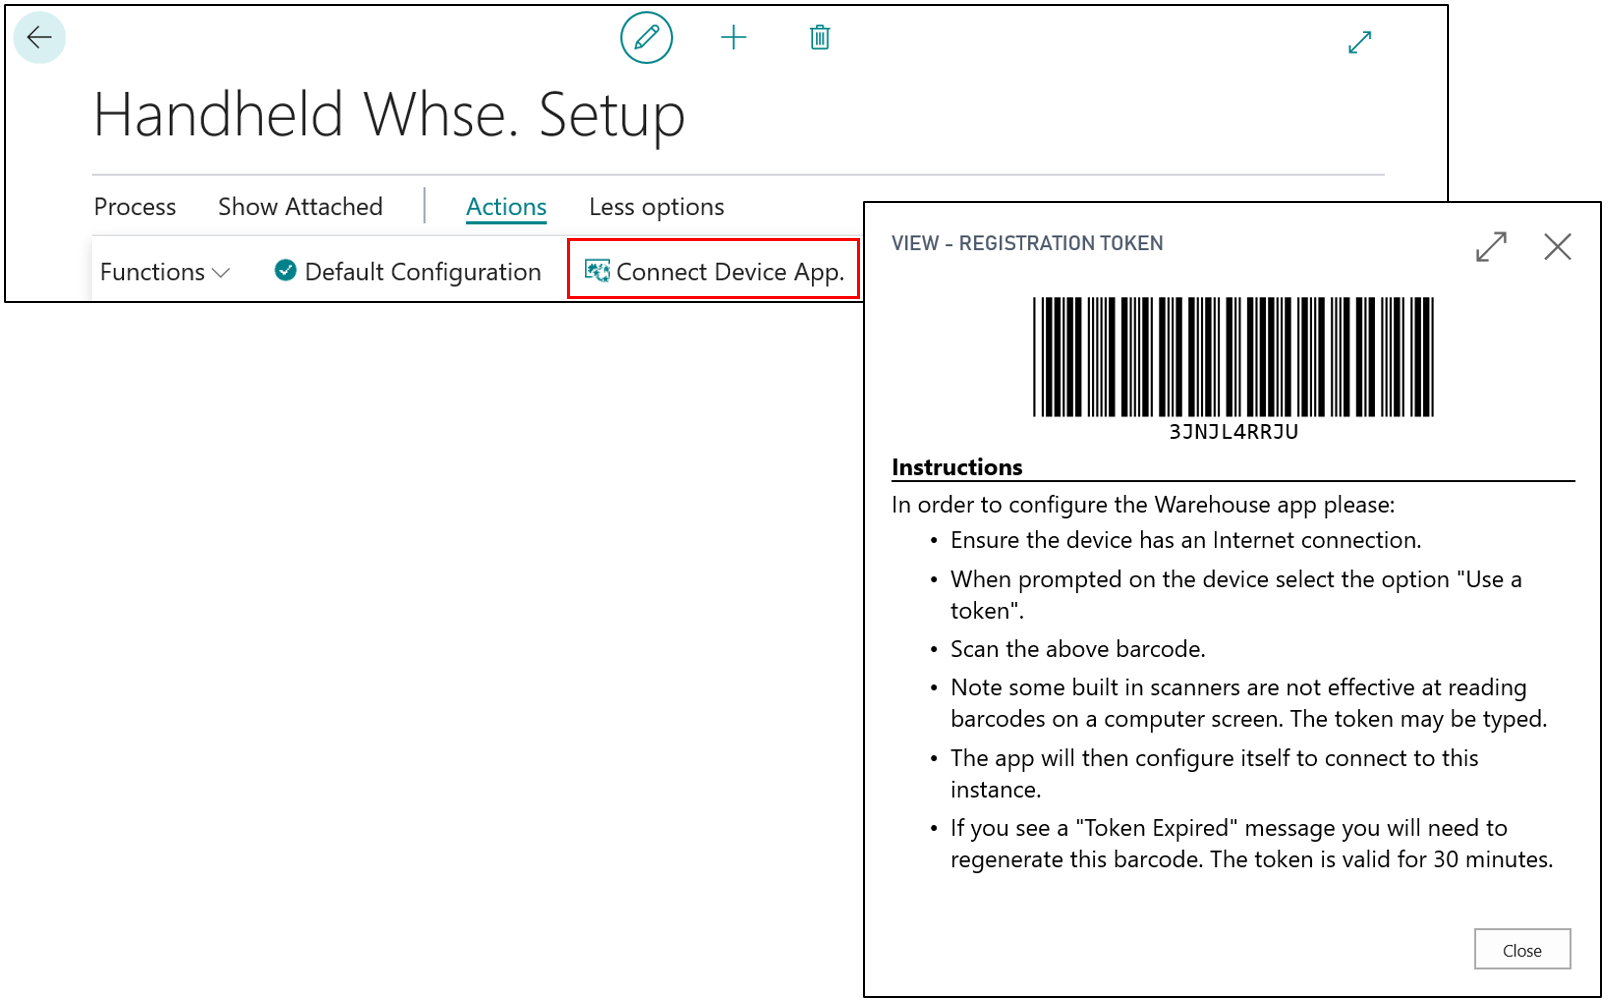 Handheld Whse. Setup
Process Show Attached Actions Less options
Functions Default Configuration Connect Device App.
VIEW - REGISTRATION TOKEN
3JNJL4RRJU
Instructions
In order to configure the Warehouse app please:
• Ensure the device has an Internet connection.
• When prompted on the device select the option "Use a
token".
• Scan the above barcode.
• Note some built in scanners are not effective at reading
barcodes on a computer screen. The token may be typed.
• The app will then configure itself to connect to this
instance.
• If you see a "Token Expired" message you will need to
regenerate this barcode. The token is valid for 30 minutes.
Close